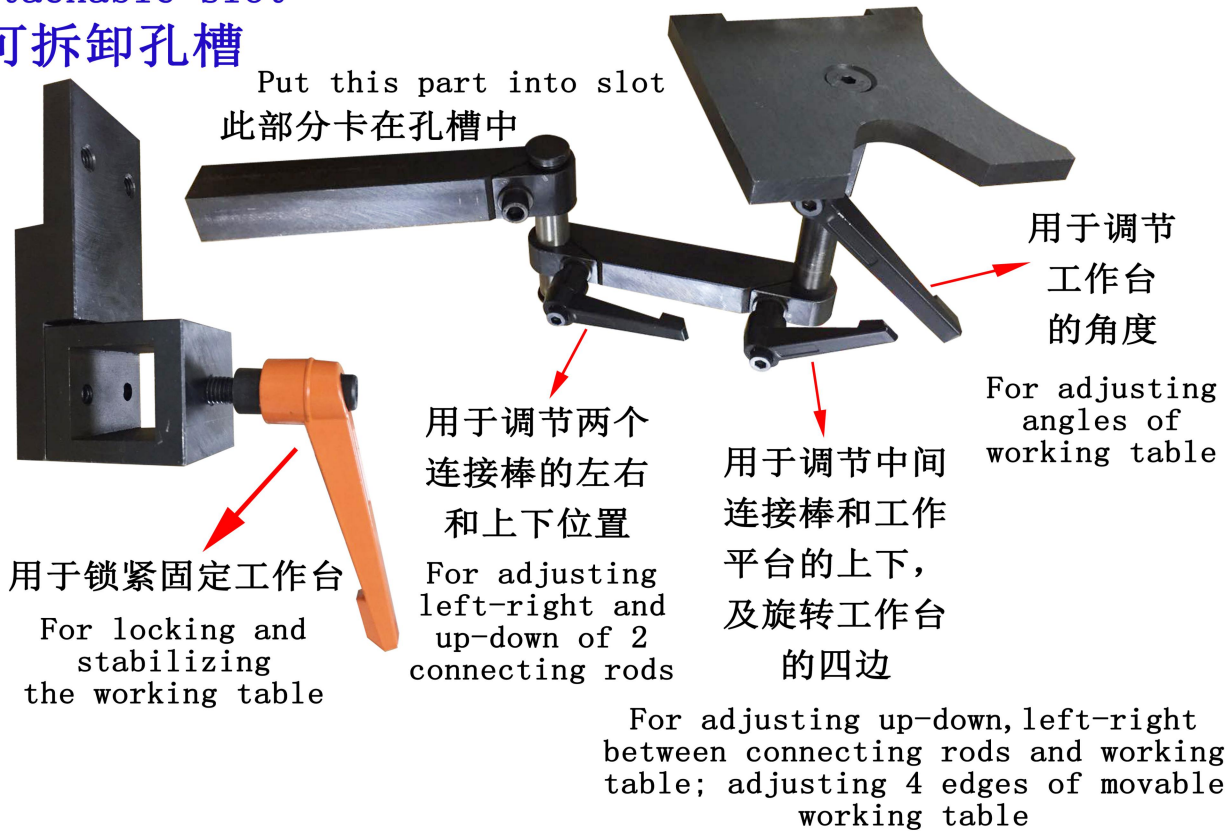 可拆卸孔槽
Put this part into slot
此部分卡在孔槽中
用于调节
工作台
的角度
For adjusting
angles of
working table
用于调节两个
连接棒的左右
和上下位置
For adjusting
left-right and
up-down of 2
connecting rods
用于调节中间
连接棒和工作
平台的上下，
及旋转工作台
的四边
For adjusting up-down,left-right
between connecting rods and working
table; adjusting 4 edges of movable
working table
用于锁紧固定工作台
For locking and
stabilizing
the working table